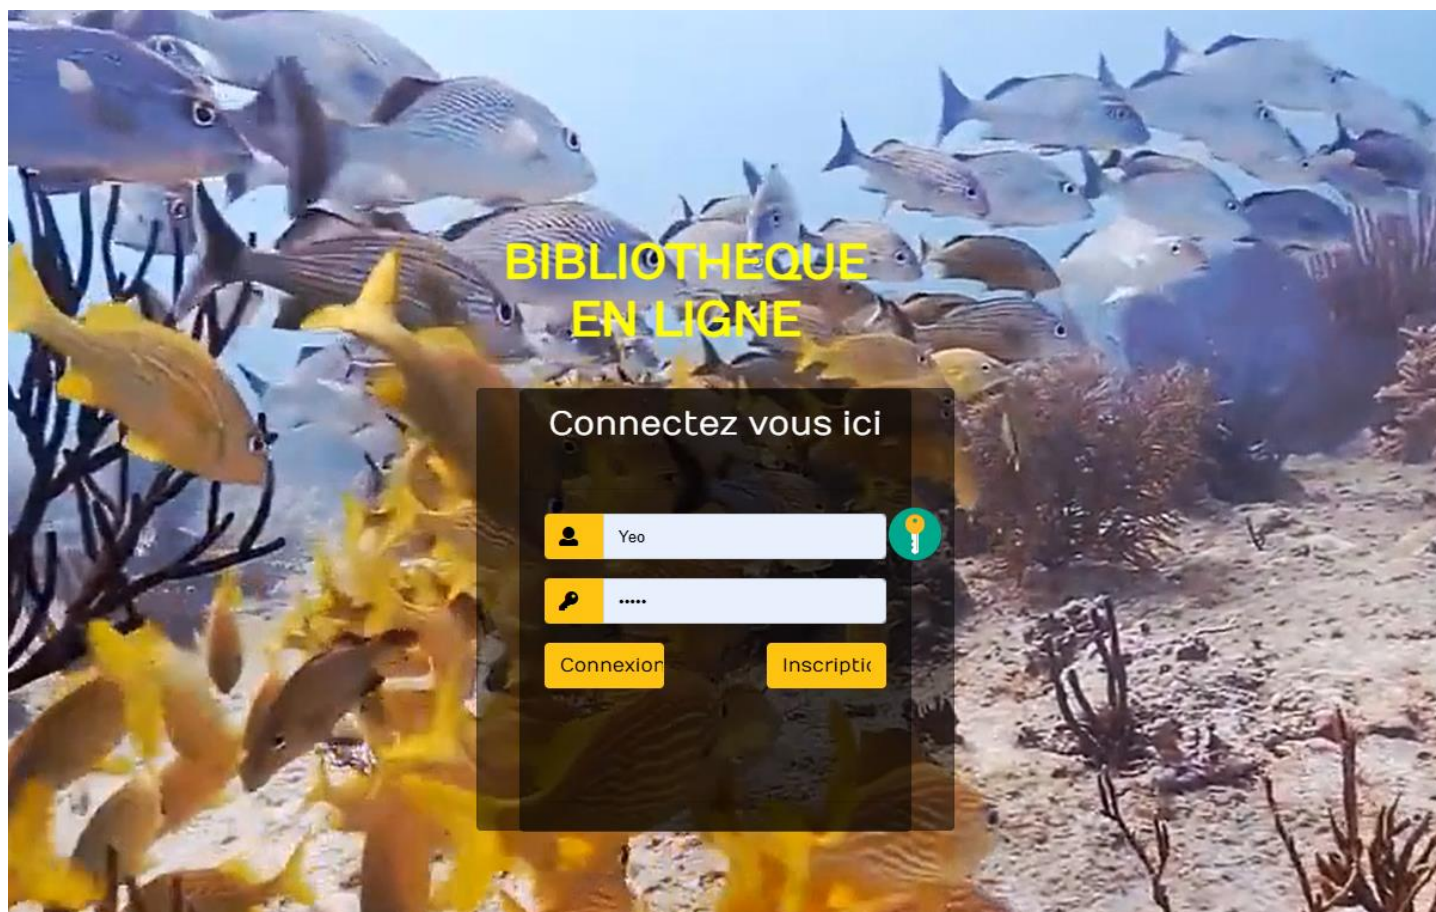 BIBLIOTHEQUE
EN LIGNE
Connectez vous ici
Yeo
•••••
Connexion
Inscriptic